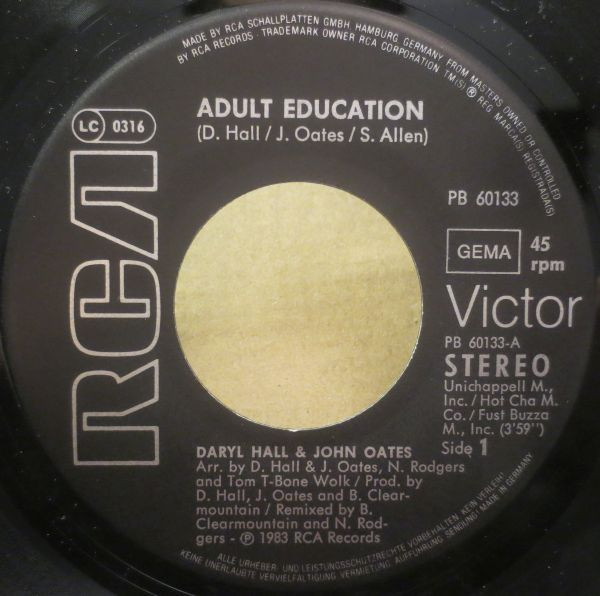 MADE BY RCA SCHALLPLATTEN GMBH, HAMBURG, GERMANY, FROM MASTERS OWNED OR CONTROLLED
BY RCA RECORDS · TRADEMARK OWNER RCA CORPORATION TM(S) ® REG. MARCA(S) REGISTRADA(S)
ADULT EDUCATION
(D. Hall / J. Oates / S. Allen)
LC 0316
RCA
PB 60133
GEMA
45
rpm
Victor
PB 60133-A
STEREO
Unichappell M.,
Inc. / Hot Cha M.
Co. / Fust Buzza
M., Inc. (3'59'')
Side 1
DARYL HALL & JOHN OATES
Arr. by D. Hall & J. Oates, N. Rodgers
and Tom T-Bone Wolk / Prod. by
D. Hall, J. Oates and B. Clear-
mountain / Remixed by B.
Clearmountain and N. Rod-
gers - ℗ 1983 RCA Records
ALLE URHEBER- UND LEISTUNGSSCHUTZRECHTE VORBEHALTEN. KEIN VERLEIH!
KEINE UNERLAUBTE VERVIELFÄLTIGUNG, VERMIETUNG, AUFFÜHRUNG, SENDUNG! MADE IN GERMANY